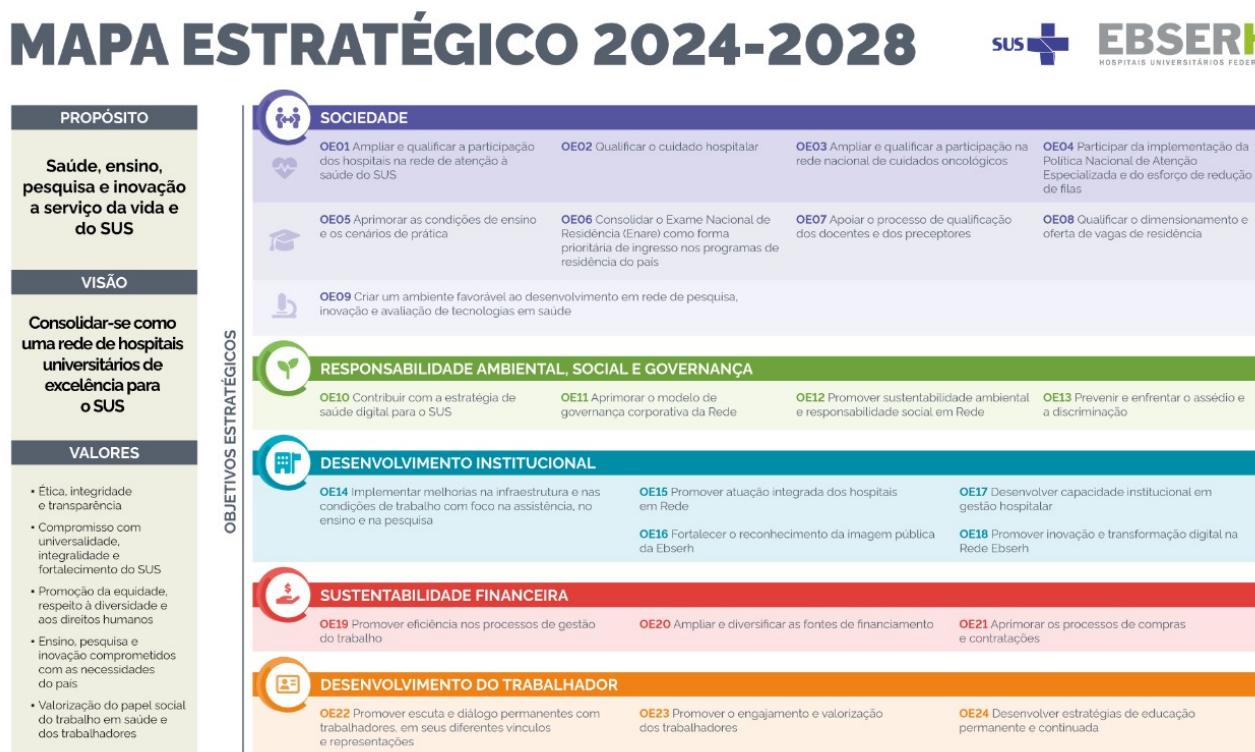 MAPA ESTRATÉGICO 2024-2028
SUS
EBSERH
HOSPITAIS UNIVERSITÁRIOS
PROPÓSITO
Saúde, ensino,
pesquisa e inovação
a serviço da vida e
do SUS
VISÃO
Consolidar-se como
uma rede de hospitais
universitários de
excelência para
o SUS
VALORES
▪ Ética, integridade
e transparência
▪ Compromisso com
universalidade,
integralidade e
fortalecimento do SUS
▪ Promoção da equidade,
respeito à diversidade e
aos direitos humanos
▪ Ensino, pesquisa e
inovação comprometidos
com as necessidades
do país
▪ Valorização do papel social
do trabalho em saúde e
dos trabalhadores
OBJETIVOS ESTRATÉGICOS
SOCIEDADE
OE01 Ampliar e qualificar a participação
dos hospitais na rede de atenção à
saúde do SUS
OE02 Qualificar o cuidado hospitalar
OE03 Ampliar e qualificar a participação na
rede nacional de cuidados oncológicos
OE04 Participar da implementação da
Política Nacional de Atenção
Especializada e do esforço de redução
de filas
OE05 Aprimorar as condições de ensino
e os cenários de prática
OE06 Consolidar o Exame Nacional de
Residência (Enare) como forma
prioritária de ingresso nos programas de
residência do país
OE07 Apoiar o processo de qualificação
dos docentes e dos preceptores
OE08 Qualificar o dimensionamento e
oferta de vagas de residência
OE09 Criar um ambiente favorável ao desenvolvimento em rede de pesquisa,
inovação e avaliação de tecnologias em saúde
RESPONSABILIDADE AMBIENTAL, SOCIAL E GOVERNANÇA
OE10 Contribuir com a estratégia de
saúde digital para o SUS
OE11 Aprimorar o modelo de
governança corporativa da Rede
OE12 Promover sustentabilidade ambiental
e responsabilidade social em Rede
OE13 Prevenir e enfrentar o assédio e
a discriminação
DESENVOLVIMENTO INSTITUCIONAL
OE14 Implementar melhorias na infraestrutura e nas
condições de trabalho com foco na assistência, no
ensino e na pesquisa
OE15 Promover atuação integrada dos hospitais
em Rede
OE16 Fortalecer o reconhecimento da imagem pública
da Ebserh
OE17 Desenvolver capacidade institucional em
gestão hospitalar
OE18 Promover inovação e transformação digital na
Rede Ebserh
SUSTENTABILIDADE FINANCEIRA
OE19 Promover eficiência nos processos de gestão
do trabalho
OE20 Ampliar e diversificar as fontes de financiamento
OE21 Aprimorar os processos de compras
e contratações
DESENVOLVIMENTO DO TRABALHADOR
OE22 Promover escuta e diálogo permanentes com
trabalhadores, em seus diferentes vínculos
e representações
OE23 Promover o engajamento e valorização
dos trabalhadores
OE24 Desenvolver estratégias de educação
permanente e continuada